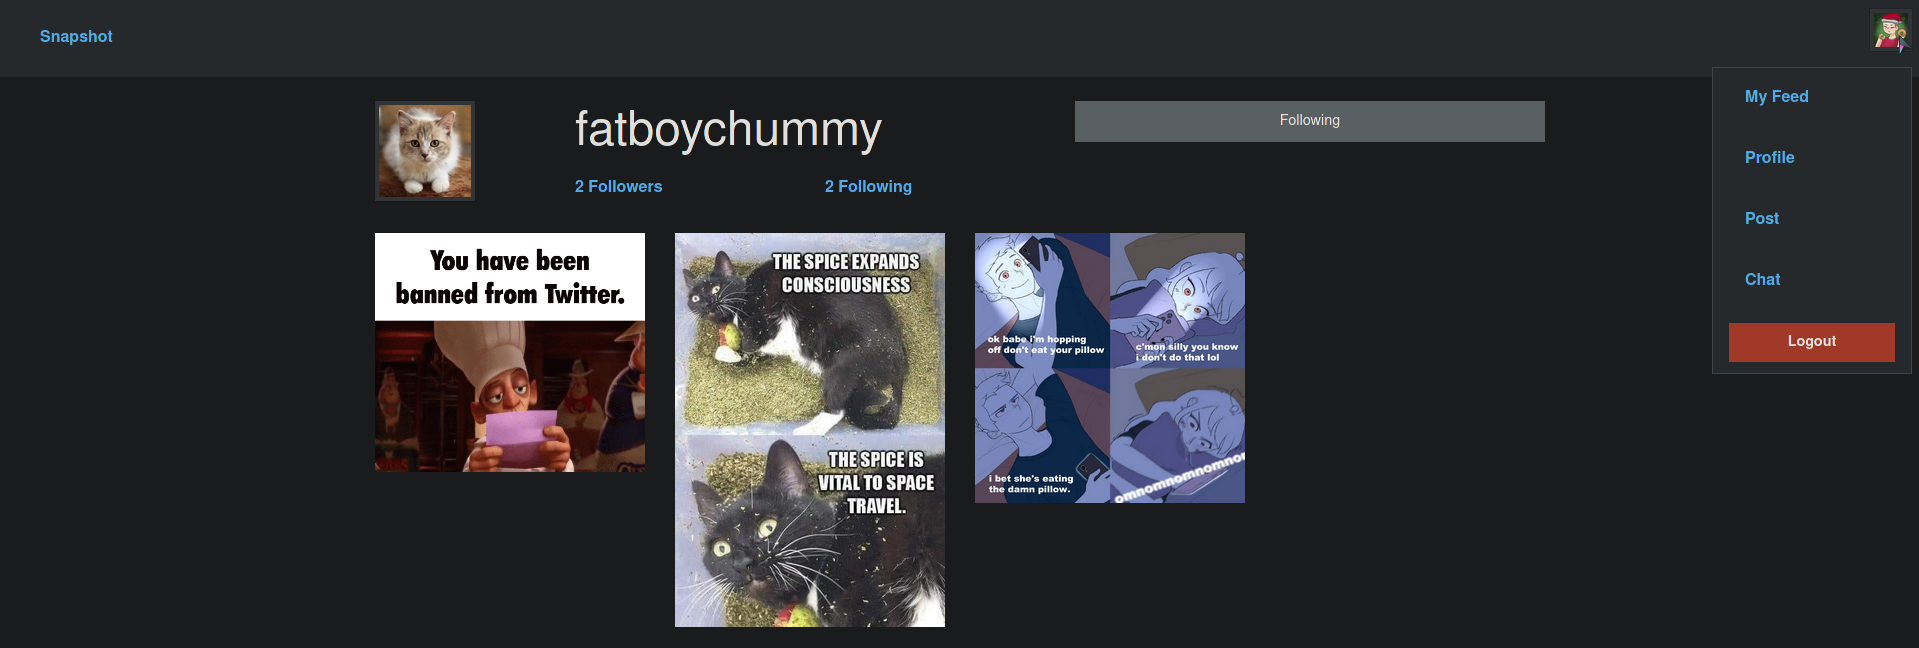 Snapshot
My Feed
Profile
Post
Chat
Logout
fatboychummy
Following
2 Followers
2 Following
You have been
banned from Twitter.
THE SPICE EXPANDS
CONSCIOUSNESS
THE SPICE IS
VITAL TO SPACE
TRAVEL.
ok babe i'm hopping
off don't eat your pillow
c'mon silly you know
i don't do that lol
i bet she's eating
the damn pillow.
omnomnomnomnomno